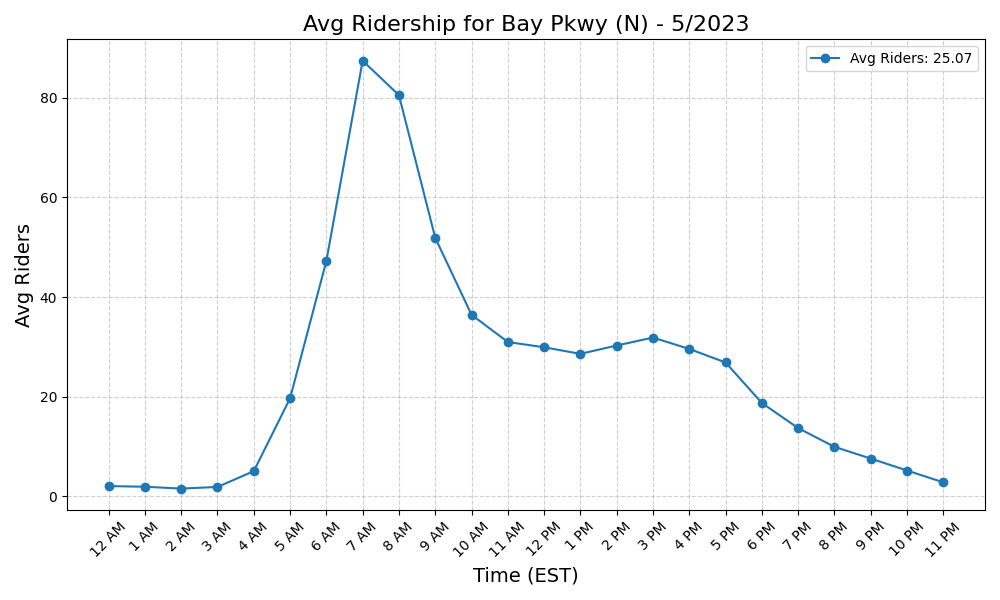 Avg Ridership for Bay Pkwy (N) - 5/2023
Avg Riders: 25.07
Avg Riders
80
60
40
20
0
12 AM
1 AM
2 AM
3 AM
4 AM
5 AM
6 AM
7 AM
8 AM
9 AM
10 AM
11 AM
12 PM
1 PM
2 PM
3 PM
4 PM
5 PM
6 PM
7 PM
8 PM
9 PM
10 PM
11 PM
Time (EST)